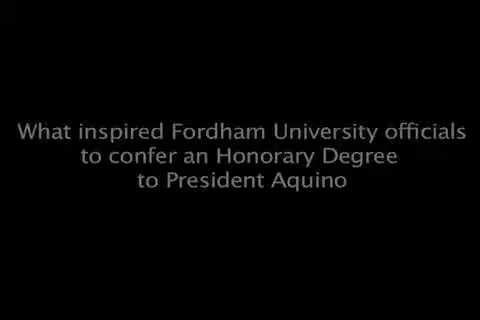 What inspired Fordham University officials
to confer an Honorary Degree
to President Aquino